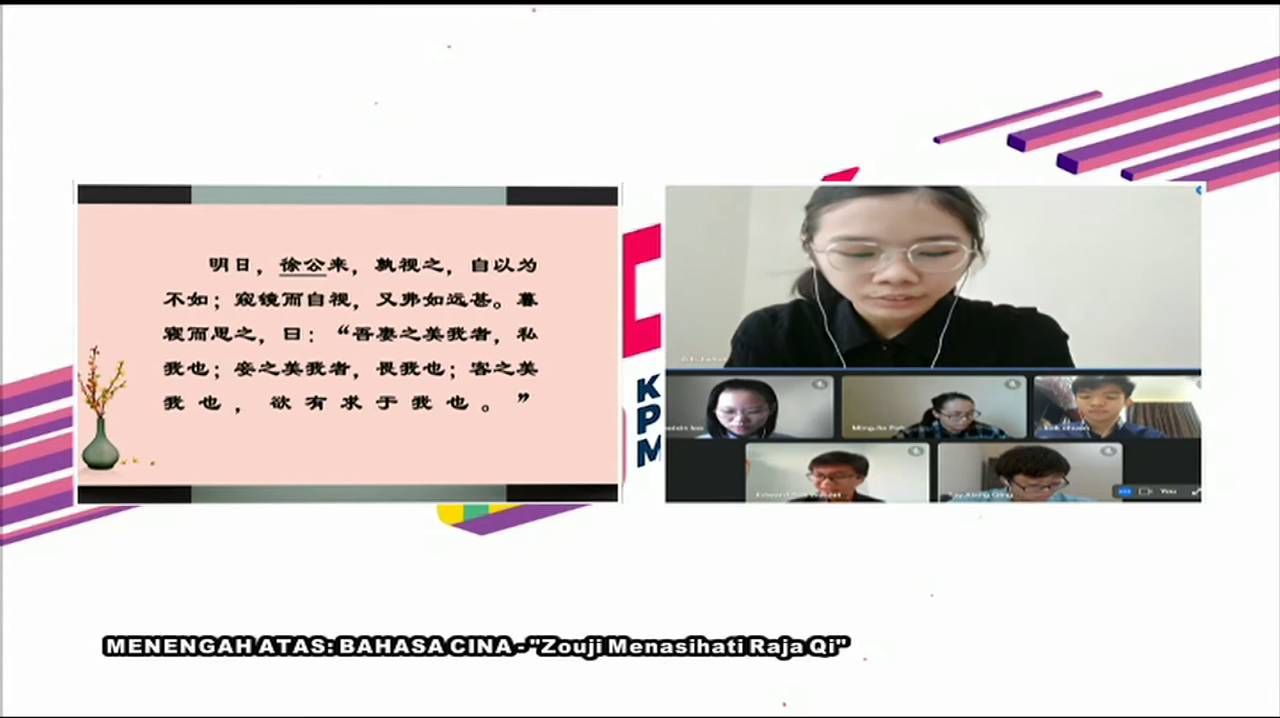 明日，徐公来，孰视之，自以为
不如；窥镜而自视，又弗如远甚。暮
寝而思之，曰：“吾妻之美我者，私
我也；妾之美我者，畏我也；客之美
我也，欲有求于我也。”
K
P
M
You
MENENGAH ATAS: BAHASA CINA - "Zouji Menasihati Raja Qi"